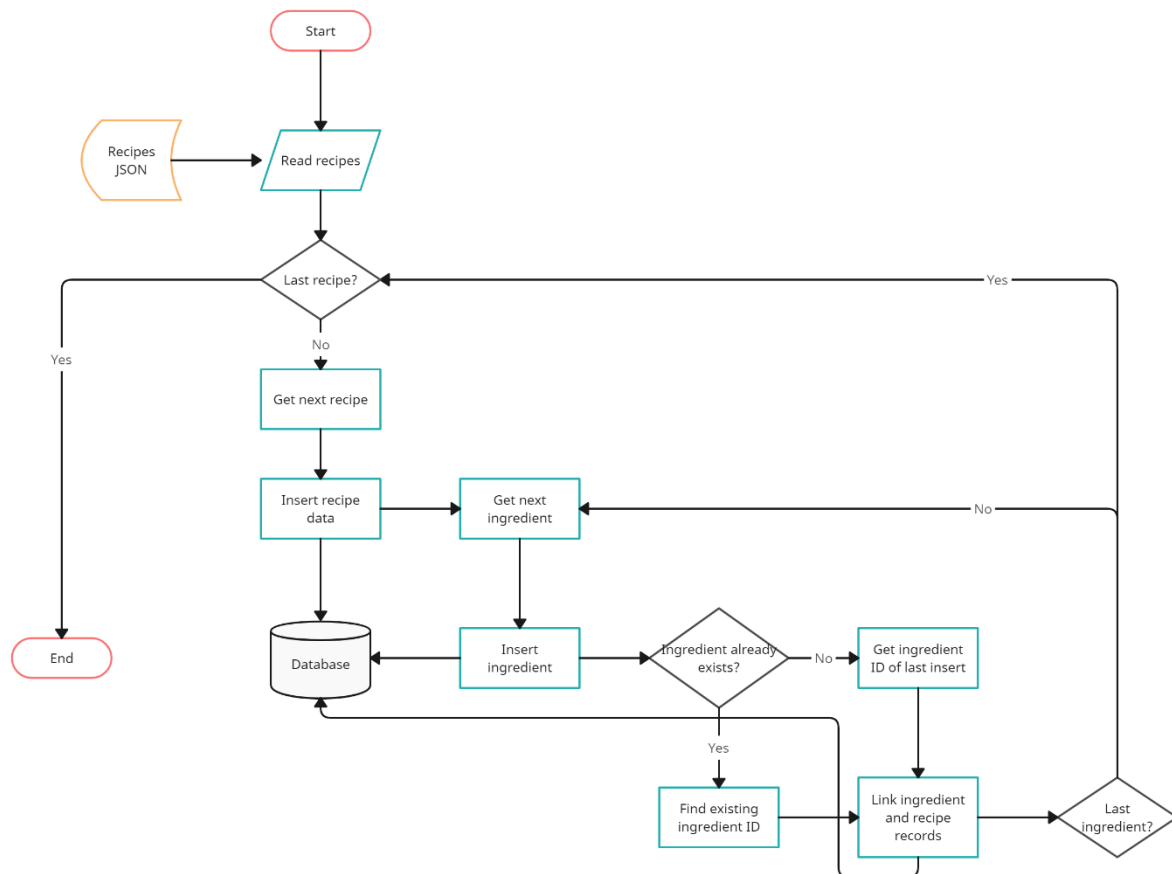 Start
Recipes
JSON
Read recipes
Last recipe?
Yes
Yes
No
Get next recipe
Insert recipe
data
Get next
ingredient
No
End
Database
Insert
ingredient
Ingredient already
exists?
No
Get ingredient
ID of last insert
Yes
Find existing
ingredient ID
Link ingredient
and recipe
records
Last
ingredient?